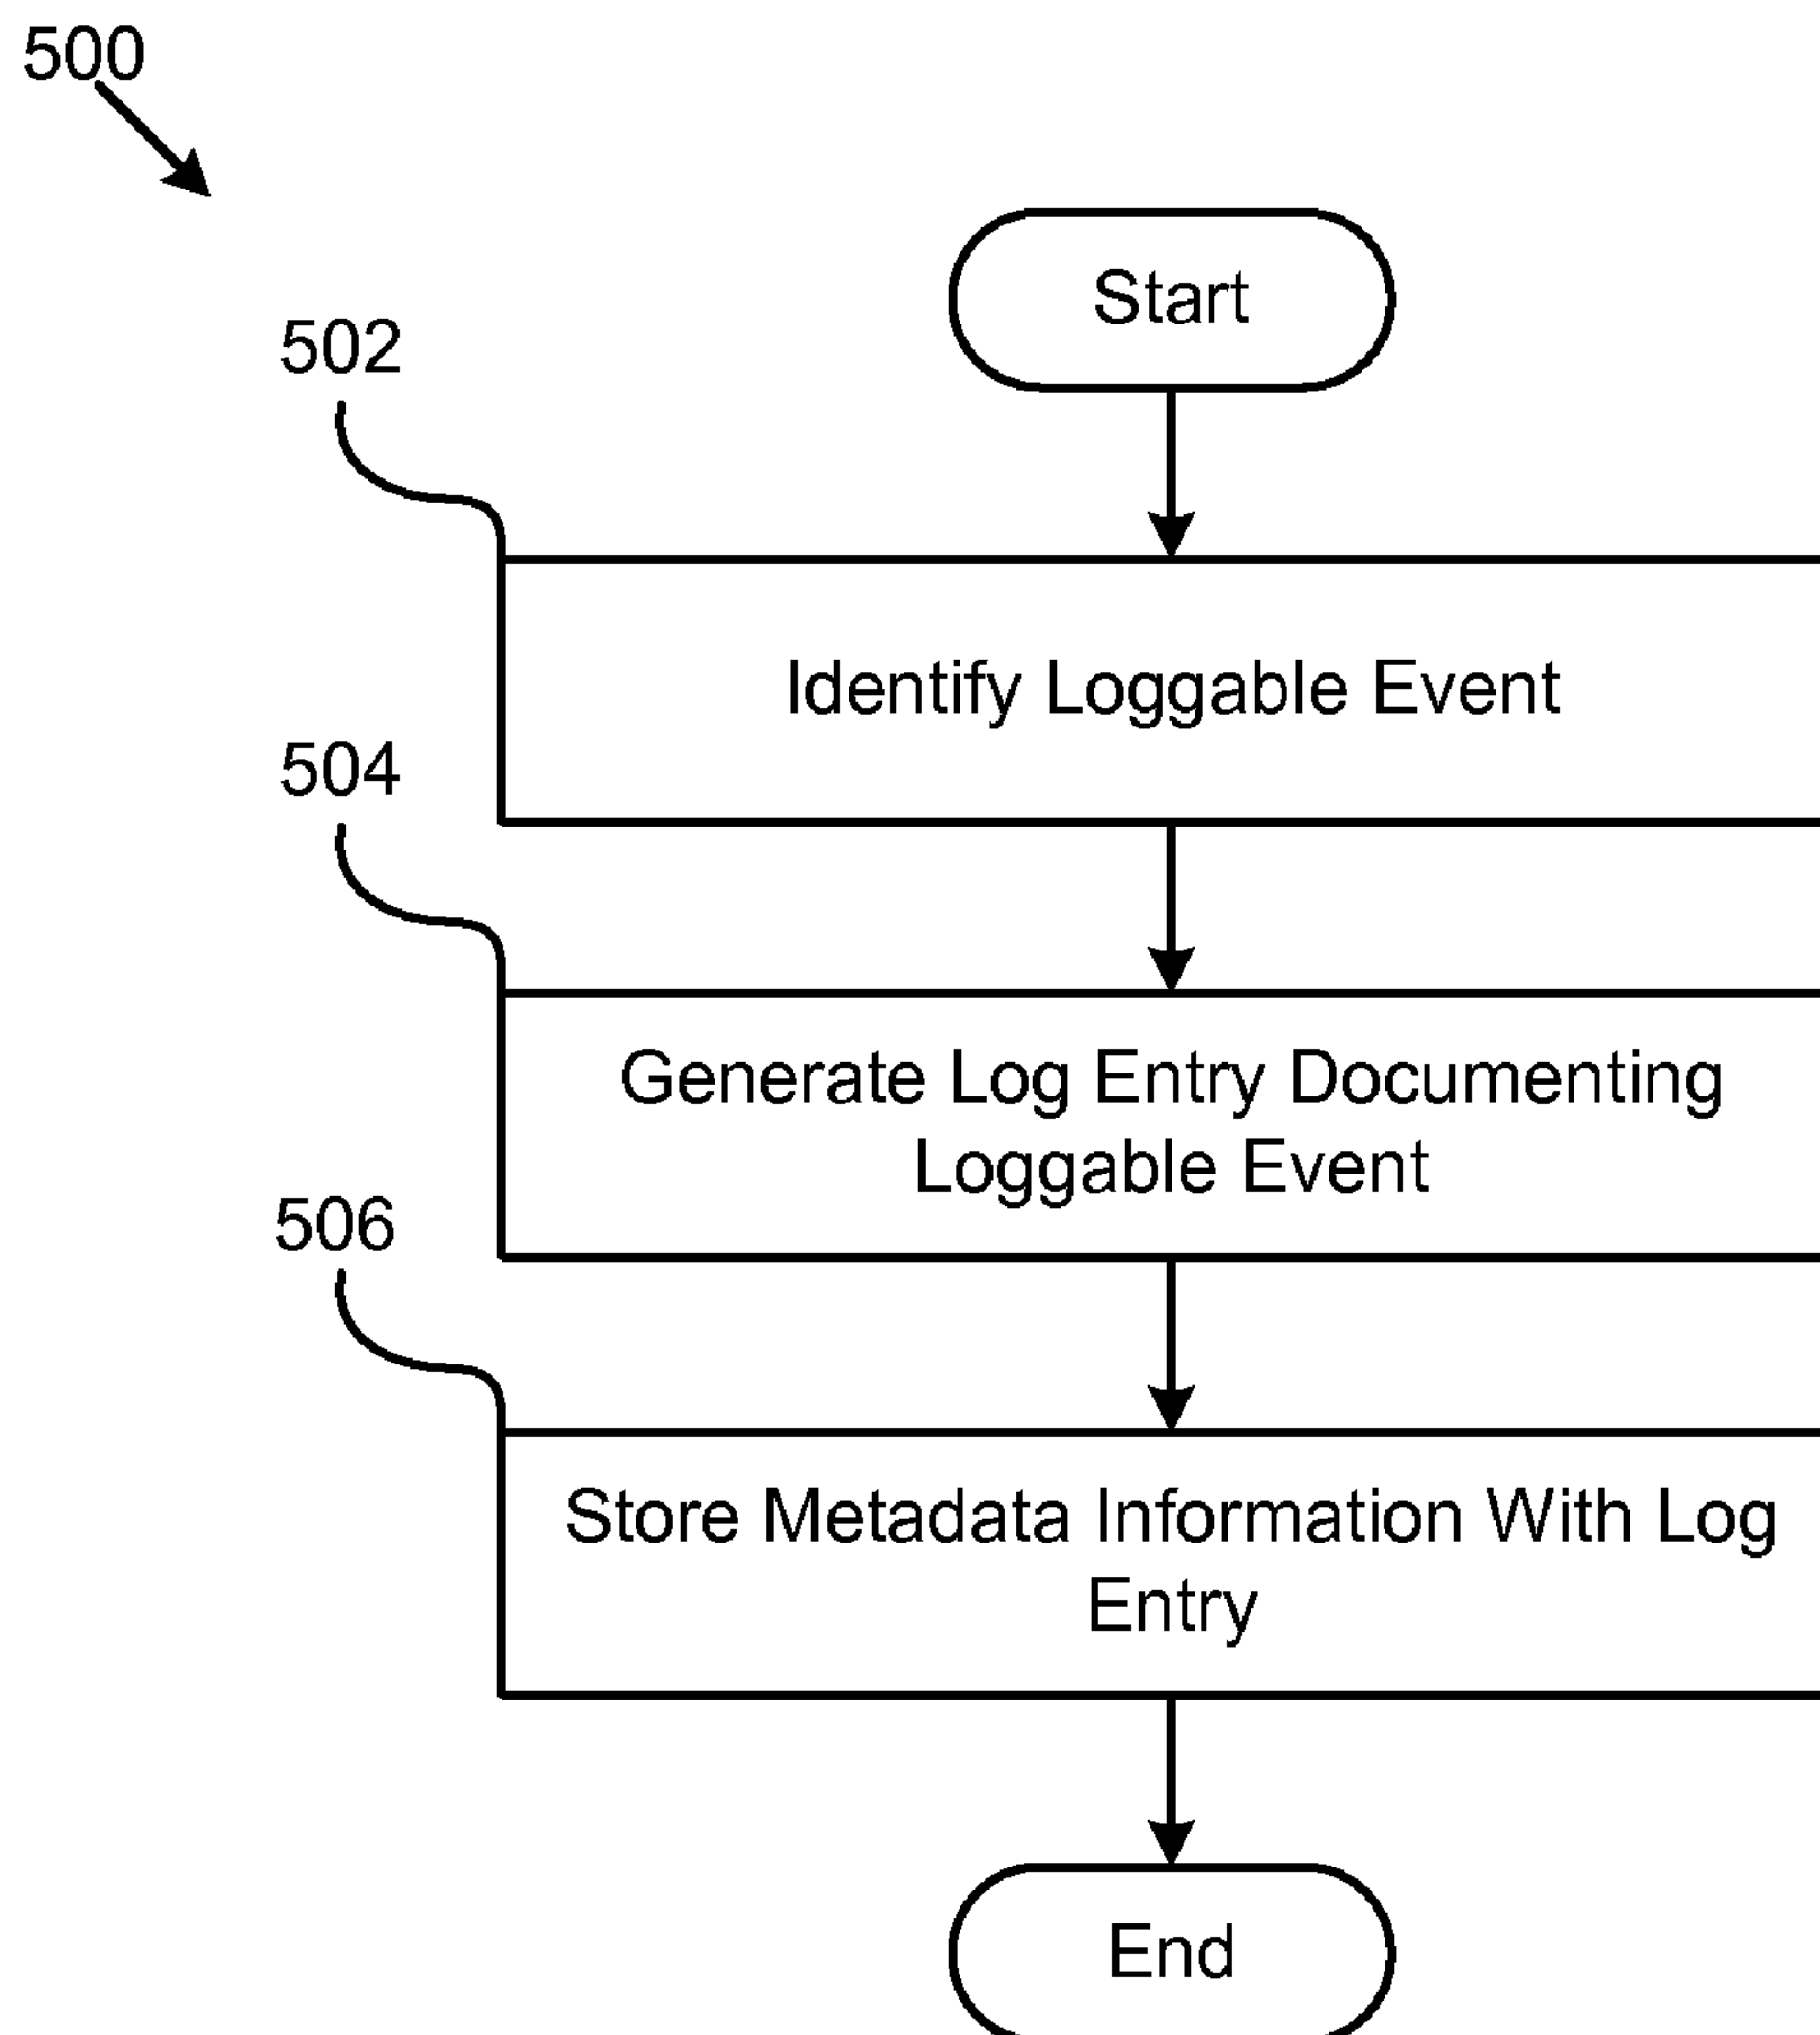 500
Start
502
Identify Loggable Event
504
Generate Log Entry Documenting
Loggable Event
506
Store Metadata Information With Log
Entry
End